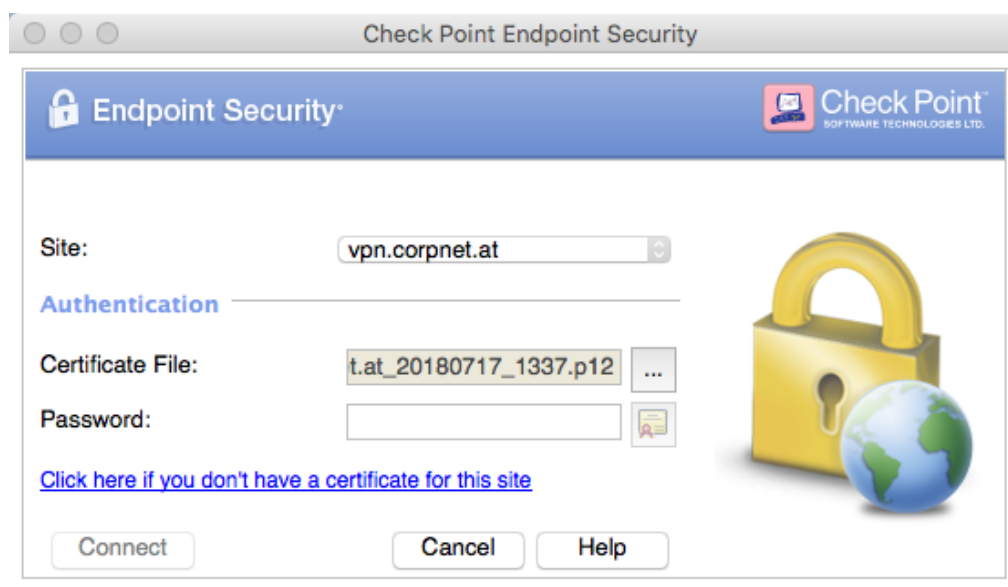 Check Point Endpoint Security
Endpoint Security
Check Point™
SOFTWARE TECHNOLOGIES LTD.
Site: vpn.corpnet.at
Authentication
Certificate File: t.at_20180717_1337.p12 ...
Password:
Click here if you don't have a certificate for this site
Connect Cancel Help